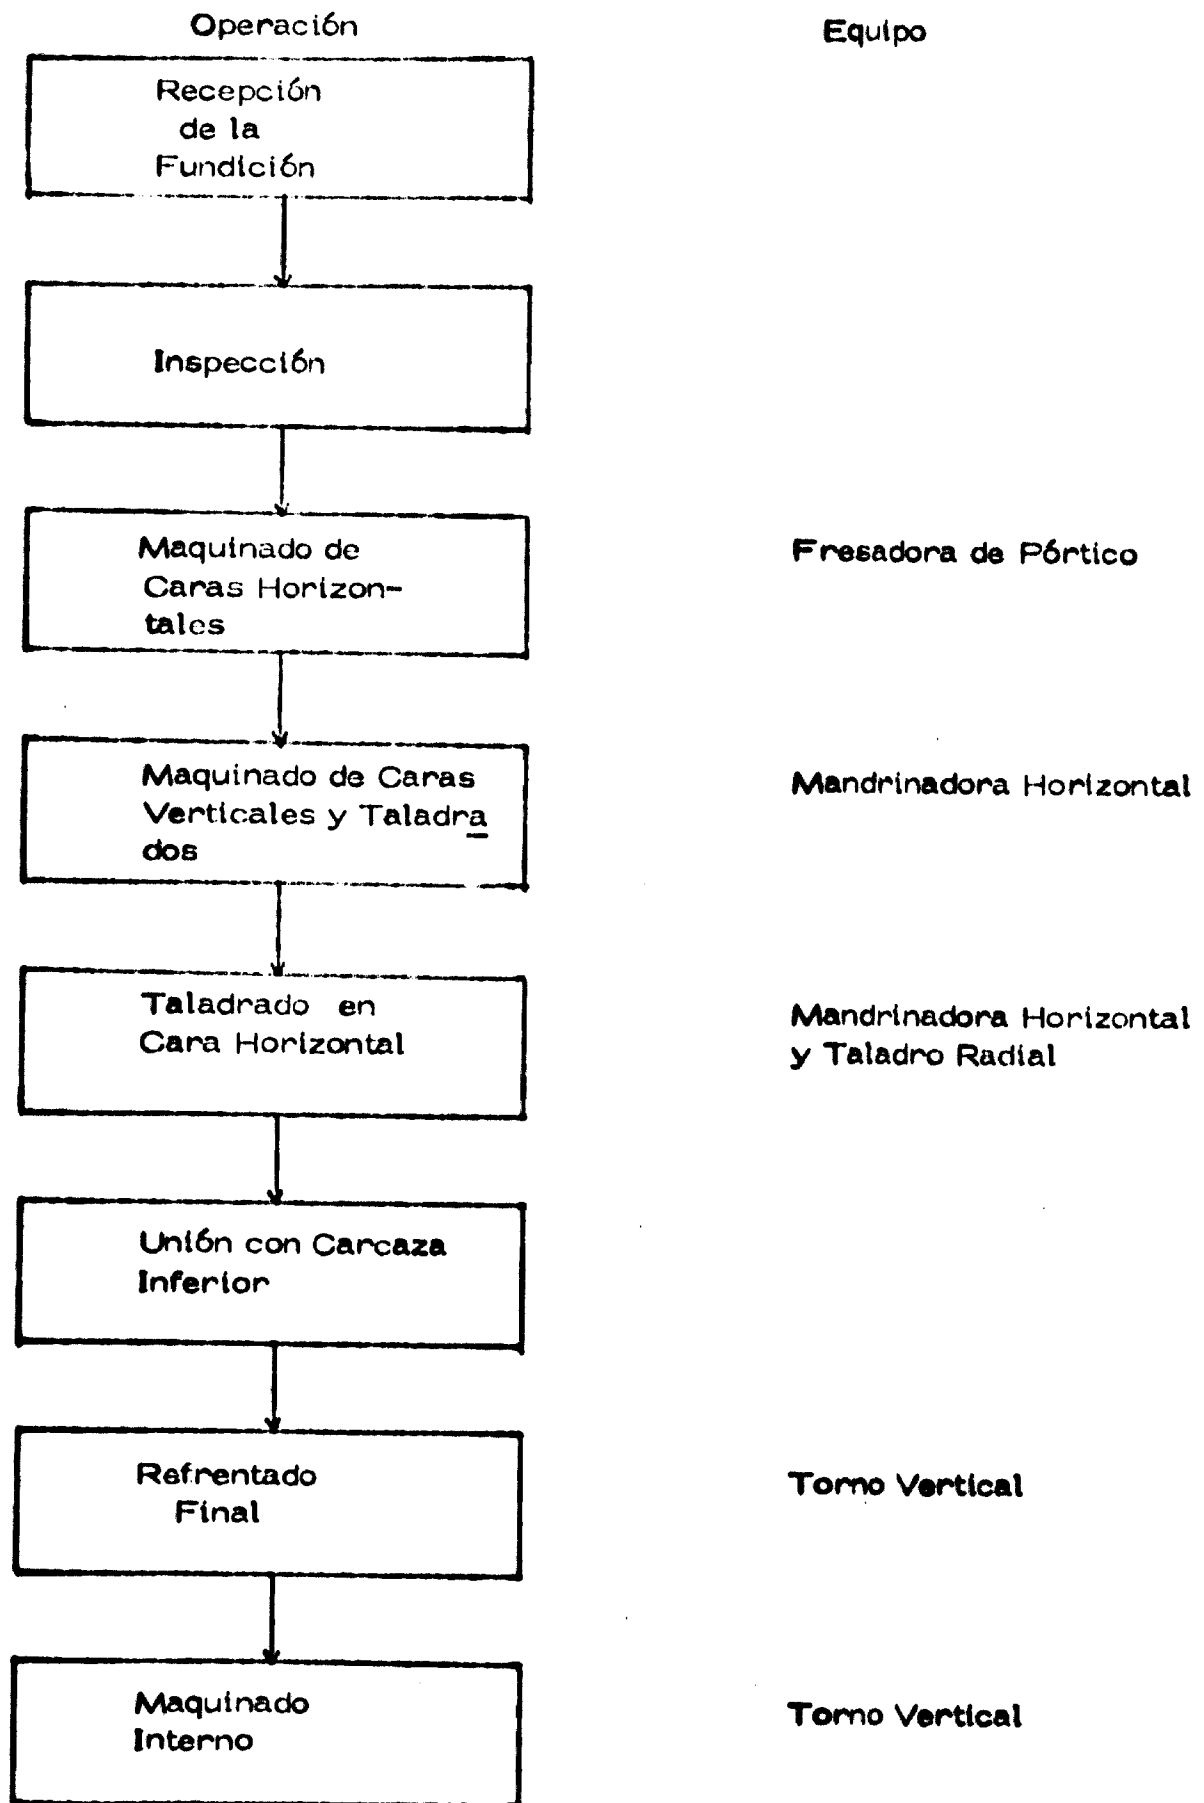 Operación
Equipo
Recepción
de la
Fundición
Inspección
Maquinado de
Caras Horizon-
tales
Fresadora de Pórtico
Maquinado de Caras
Verticales y Taladra
dos
Mandrinadora Horizontal
Taladrado en
Cara Horizontal
Mandrinadora Horizontal
y Taladro Radial
Unión con Carcaza
Inferior
Refrentado
Final
Torno Vertical
Maquinado
Interno
Torno Vertical